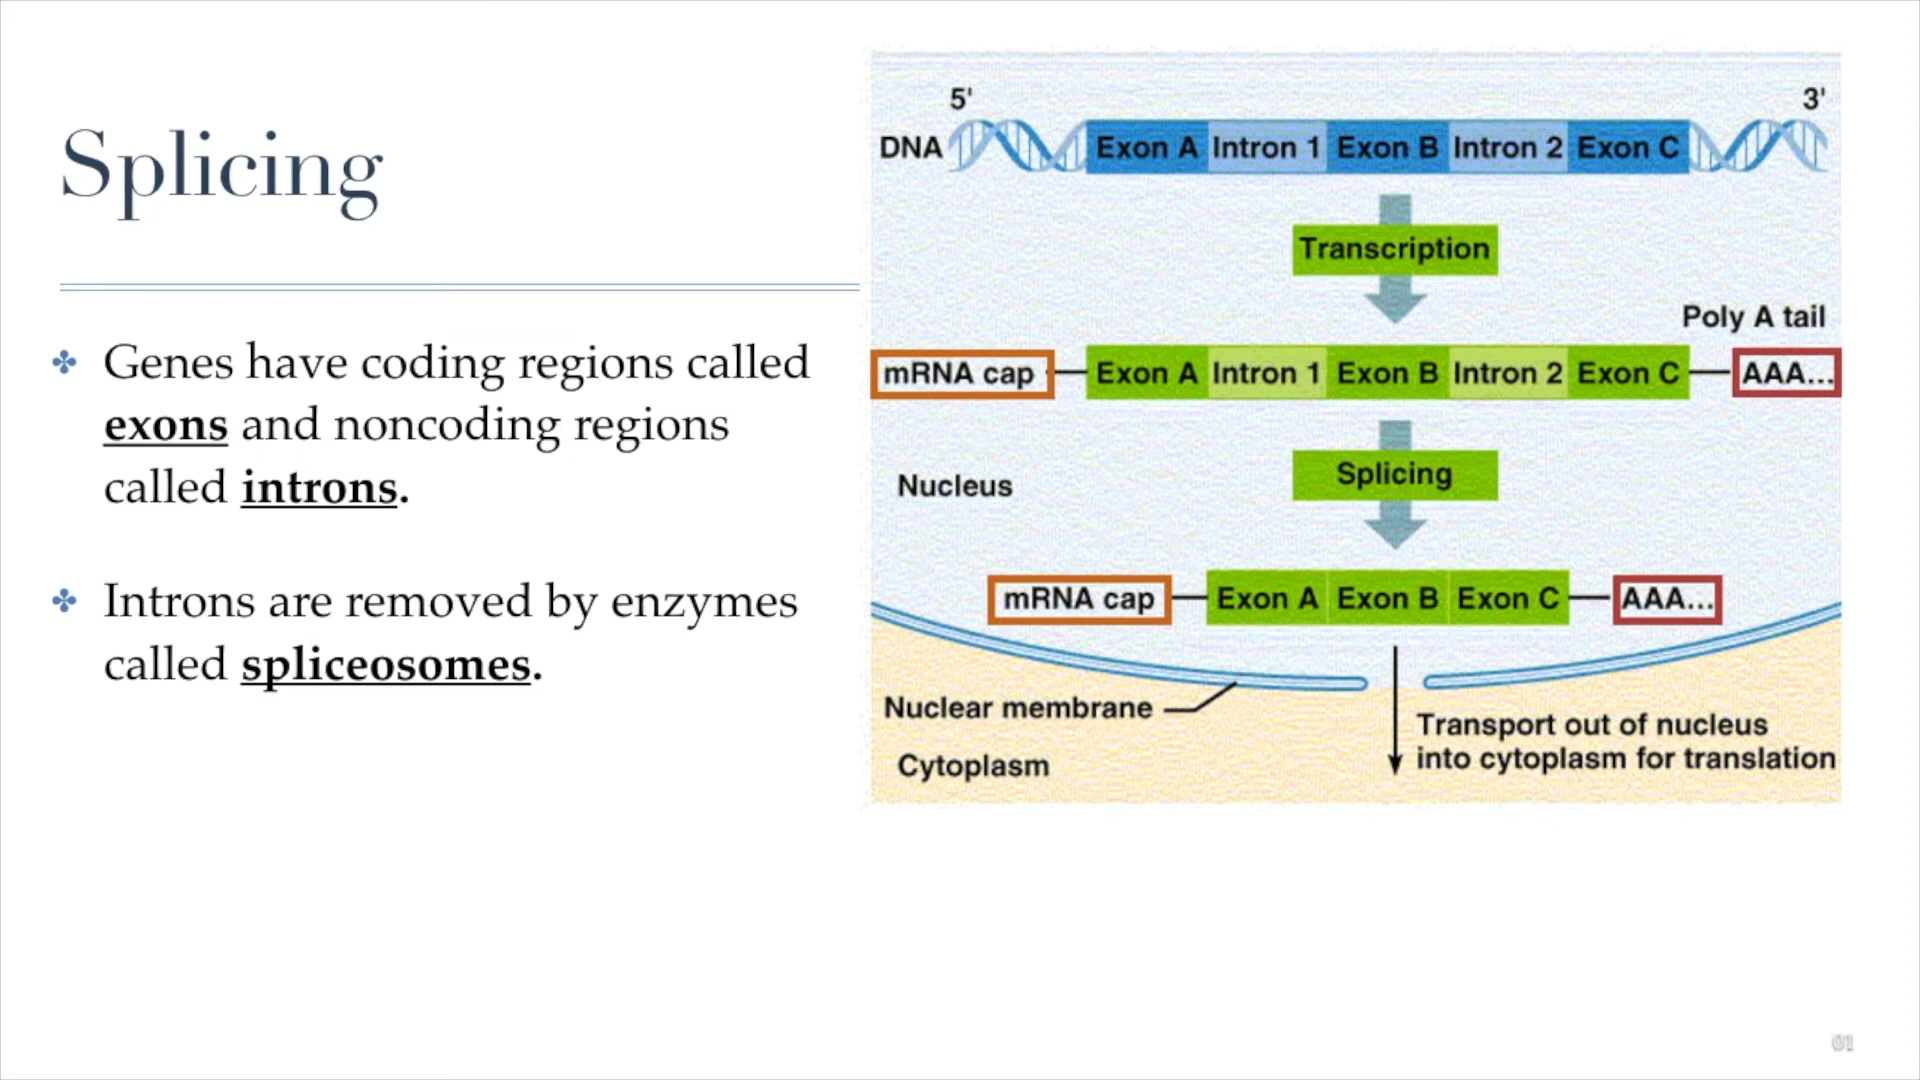 Splicing
Genes have coding regions called
exons and noncoding regions
called introns.
Introns are removed by enzymes
called spliceosomes.
5' 3'
DNA Exon A Intron 1 Exon B Intron 2 Exon C
Transcription
Poly A tail
mRNA cap Exon A Intron 1 Exon B Intron 2 Exon C AAA...
Nucleus
Splicing
mRNA cap Exon A Exon B Exon C AAA...
Nuclear membrane
Cytoplasm
Transport out of nucleus
into cytoplasm for translation
01